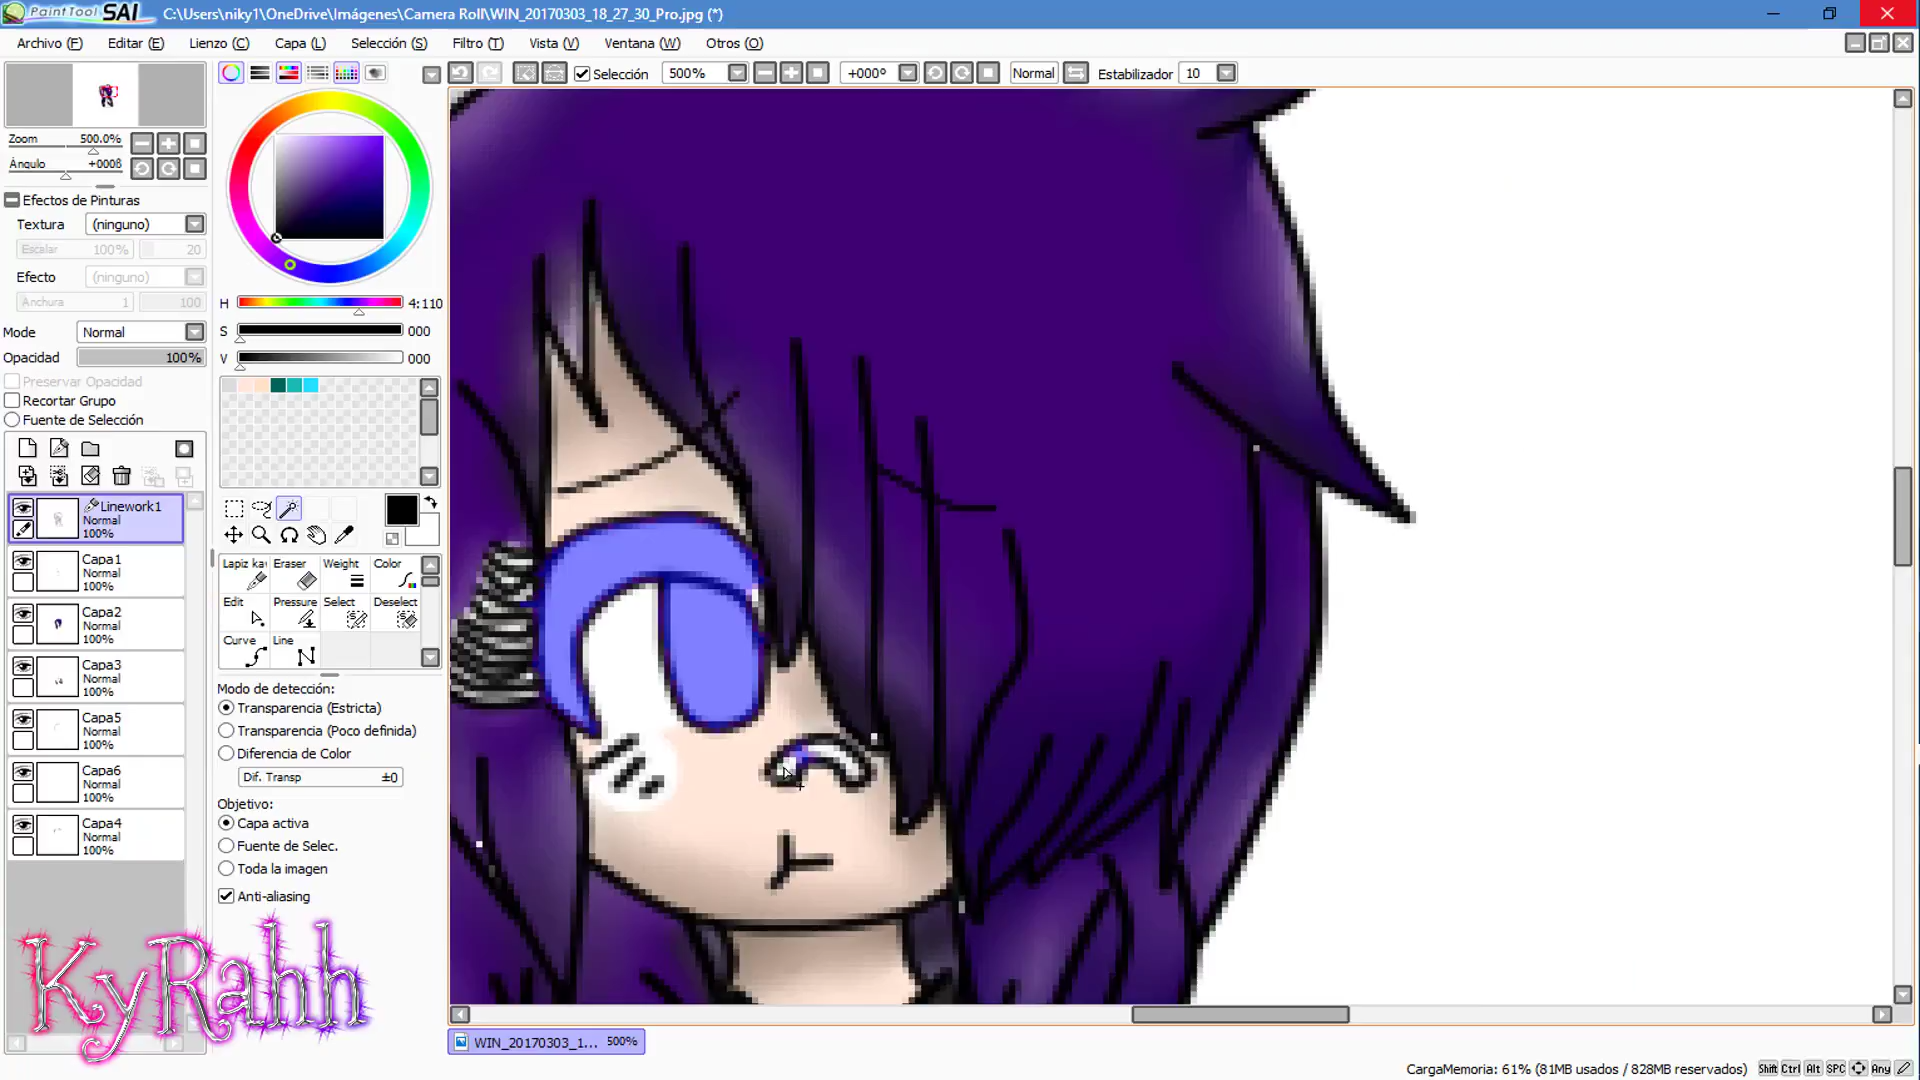 PaintTool SAI C:\Users\niky1\OneDrive\Imágenes\Camera Roll\WIN_20170303_18_27_30_Pro.jpg (*)
Archivo (F) Editar (E) Lienzo (C) Capa (L) Selección (S) Filtro (T) Vista (V) Ventana (W) Otros (O)
Selección 500% +000º Normal Estabilizador 10
Zoom 500.0%
Ángulo +0008
Efectos de Pinturas
Textura (ninguno)
Escalar 100% 20
Efecto (ninguno)
Anchura 1 100
Mode Normal
Opacidad 100%
Preservar Opacidad
Recortar Grupo
Fuente de Selección
Linework1
Normal
100%
Capa1
Normal
100%
Capa2
Normal
100%
Capa3
Normal
100%
Capa5
Normal
100%
Capa6
Normal
100%
Capa4
Normal
100%
H 4:110
S 000
V 000
Lapiz ka Eraser Weight Color
Edit Pressure Select Deselect
Curve Line
Modo de detección:
Transparencia (Estricta)
Transparencia (Poco definida)
Diferencia de Color
Dif. Transp ±0
Objetivo:
Capa activa
Fuente de Selec.
Toda la imagen
Anti-aliasing
KyRahh
WIN_20170303_1... 500%
CargaMemoria: 61% (81MB usados / 828MB reservados) Shift Ctrl Alt SPC Any